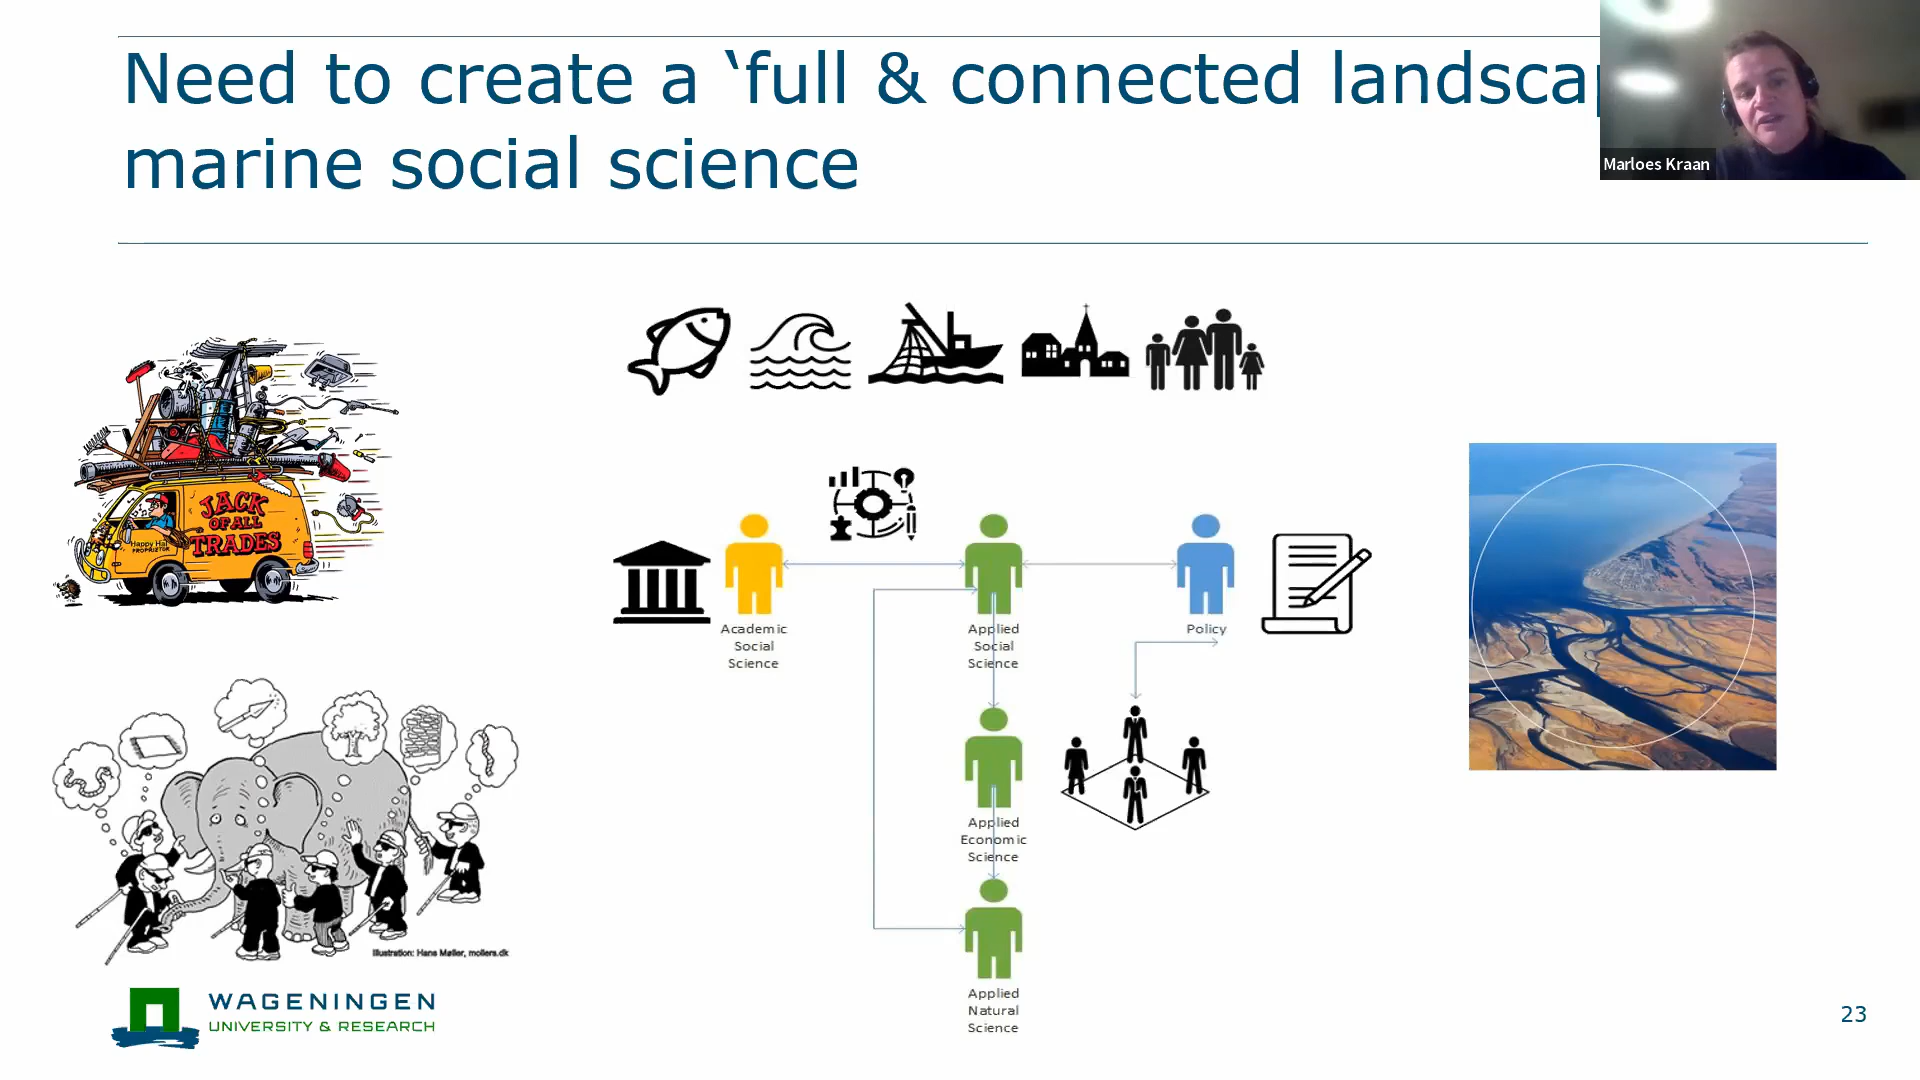 Need to create a ‘full & connected landsca
marine social science
Marloes Kraan
JACK
OF ALL
TRADES
Happy Hal
PROPRIETOR
Academic
Social
Science
Applied
Social
Science
Policy
Applied
Economic
Science
Applied
Natural
Science
Illustration: Hans Møller, mollers.dk
WAGENINGEN
UNIVERSITY & RESEARCH
23